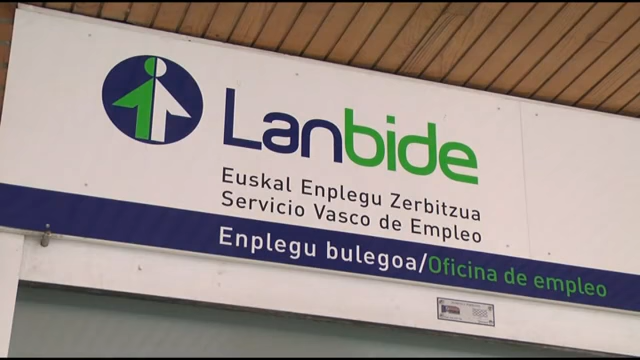 Lanbide
Euskal Enplegu Zerbitzua
Servicio Vasco de Empleo
Enplegu bulegoa/Oficina de empleo